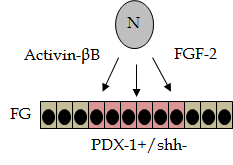 N
Activin-βB FGF-2
FG
PDX-1+/shh-